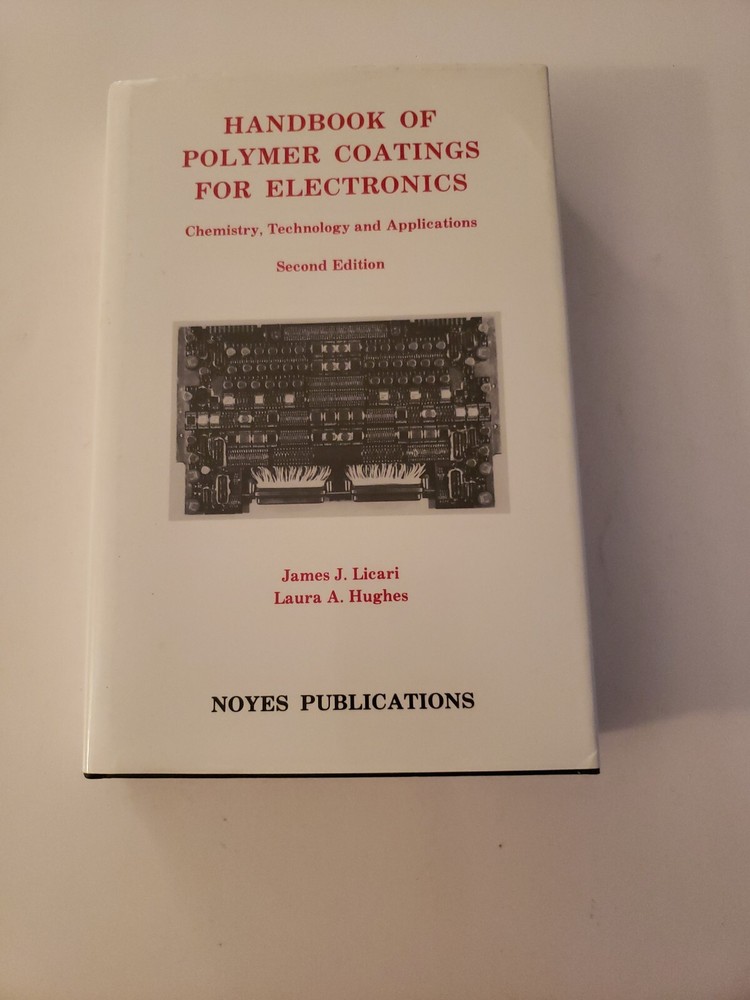 HANDBOOK OF
POLYMER COATINGS
FOR ELECTRONICS
Chemistry, Technology and Applications
Second Edition
James J. Licari
Laura A. Hughes
NOYES PUBLICATIONS